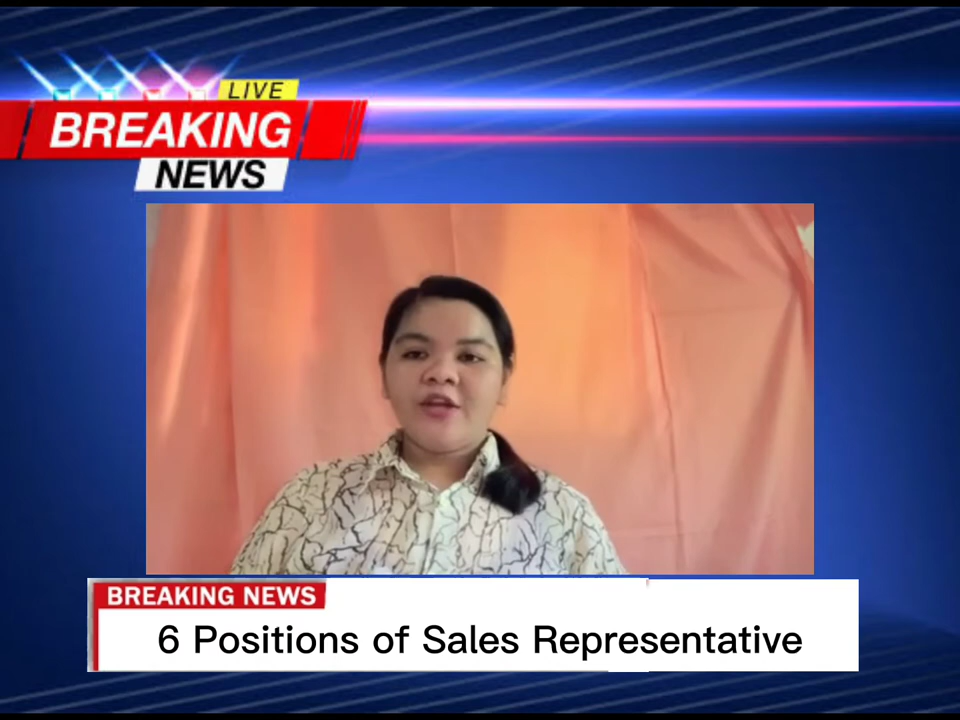 LIVE
BREAKING
NEWS
BREAKING NEWS
6 Positions of Sales Representative